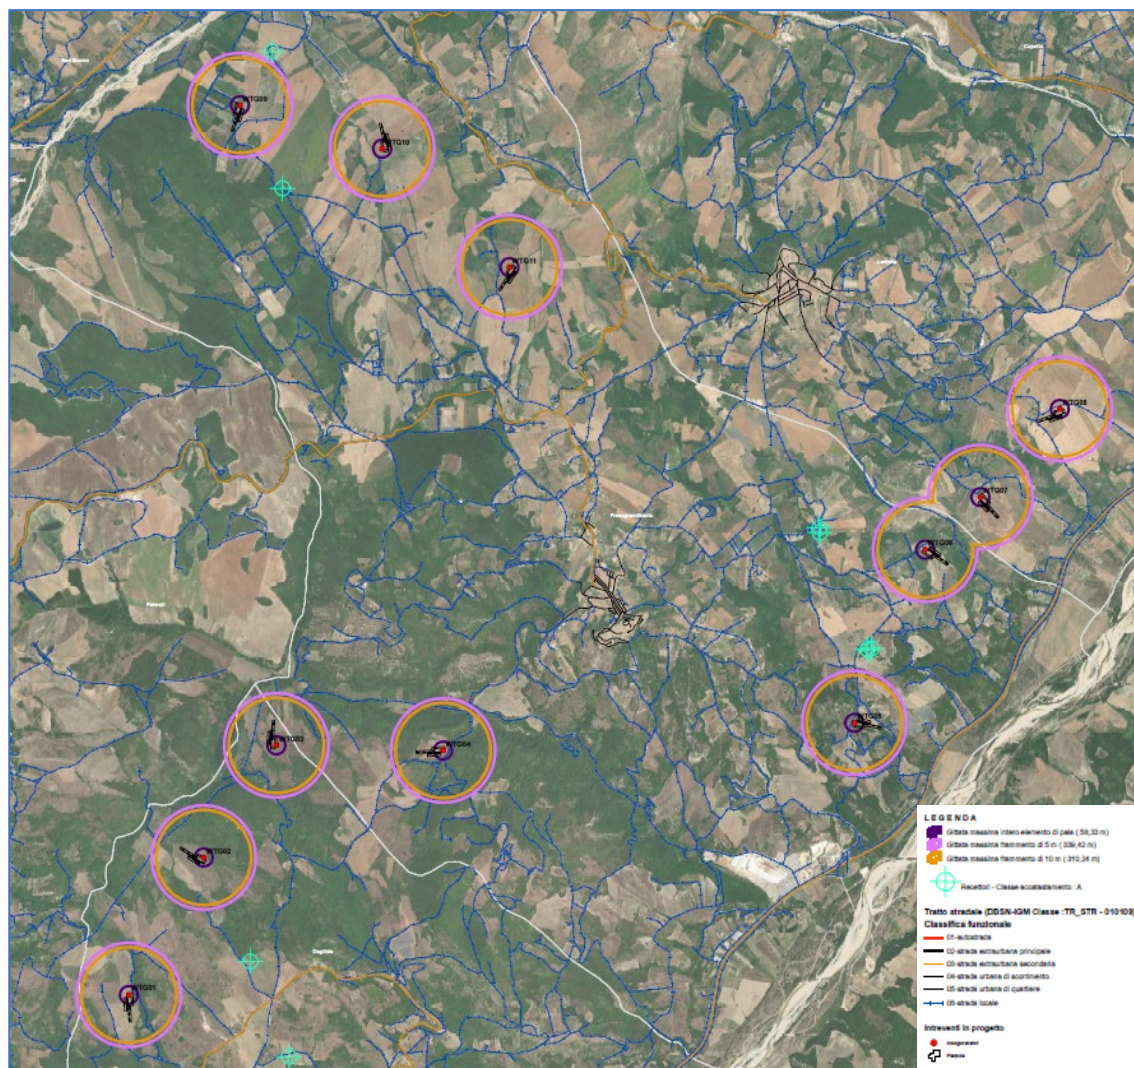 WTG09
WTG10
WTG11
WTG07
WTG06
WTG03
WTG04
WTG02
WTG01
LEGENDA
Gittata massima intero elemento di pala ( 59,33 m)
Gittata massima frammento di 5 m ( 339,42 m)
Gittata massima frammento di 10 m ( 310,24 m)
Recettori - Classe accatastamento : A
Tratto stradale (DBSN-IGM Classe :TR_STR - 010109)
Classifica funzionale
01-autostrada
02-strada extraurbana principale
03-strada extraurbana secondaria
04-strada urbana di scorrimento
05-strada urbana di quartiere
06-strada locale
Intreventi in progetto
Aerogeneratori
Piazzola